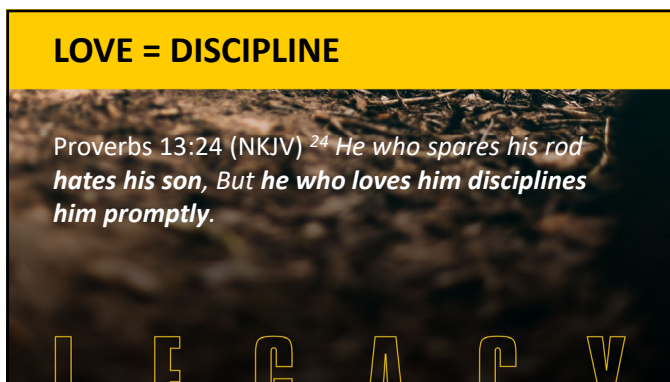 LOVE = DISCIPLINE
Proverbs 13:24 (NKJV) 24 He who spares his rod
hates his son, But he who loves him disciplines
him promptly.
LEGACY